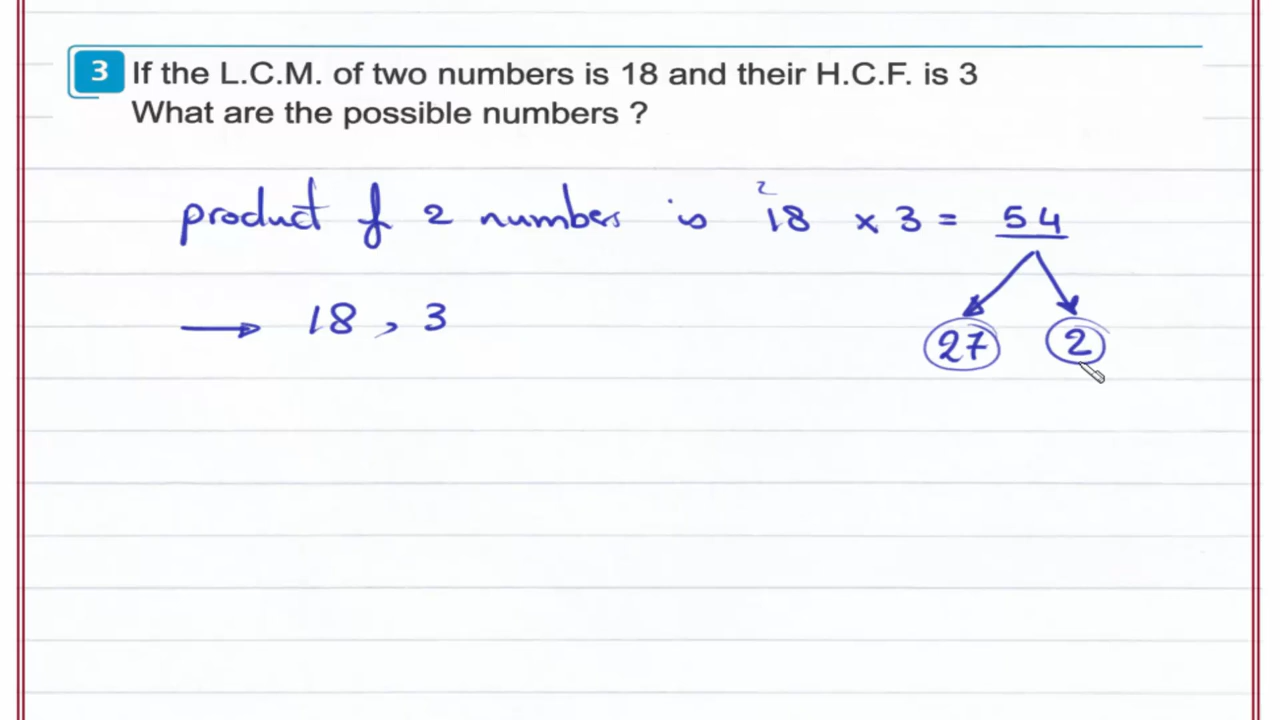 3 If the L.C.M. of two numbers is 18 and their H.C.F. is 3
What are the possible numbers ?
2
product of 2 numbers is 18 × 3 = 54
→ 18 , 3
27 2